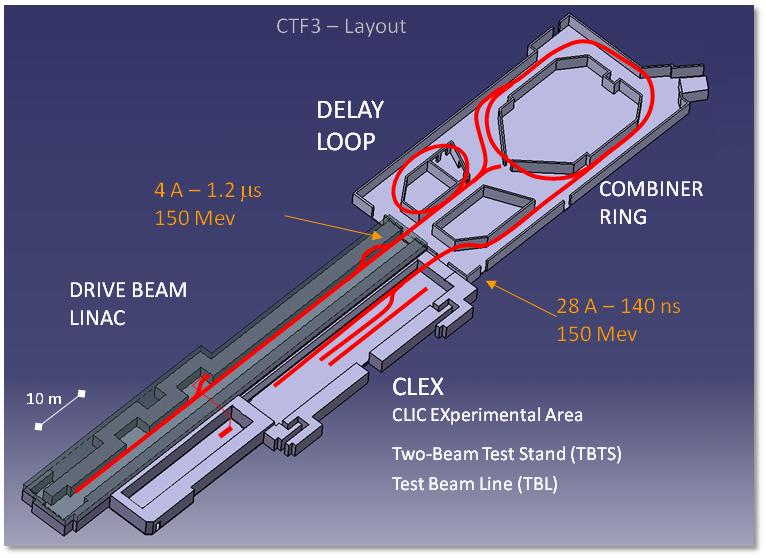 CTF3 – Layout
DELAY
LOOP
4 A – 1.2 μs
150 Mev
COMBINER
RING
DRIVE BEAM
LINAC
28 A – 140 ns
150 Mev
10 m
CLEX
CLIC EXperimental Area
Two-Beam Test Stand (TBTS)
Test Beam Line (TBL)